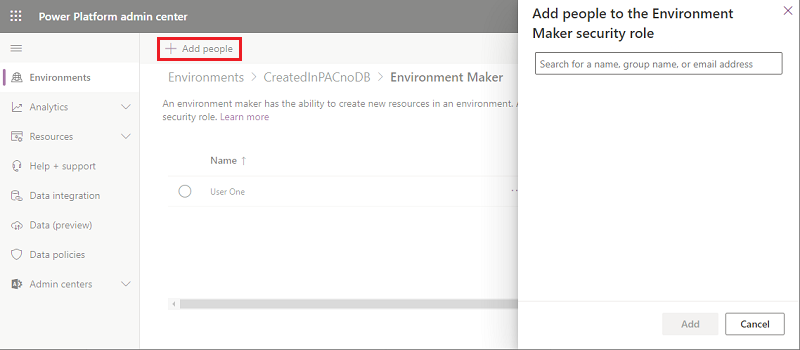 Power Platform admin center
Add people
Environments > CreatedInPACnoDB > Environment Maker
An environment maker has the ability to create new resources in an environment. A
security role. Learn more
Name ↑
User One
Environments
Analytics
Resources
Help + support
Data integration
Data (preview)
Data policies
Admin centers
Add people to the Environment
Maker security role
Search for a name, group name, or email address
Add
Cancel